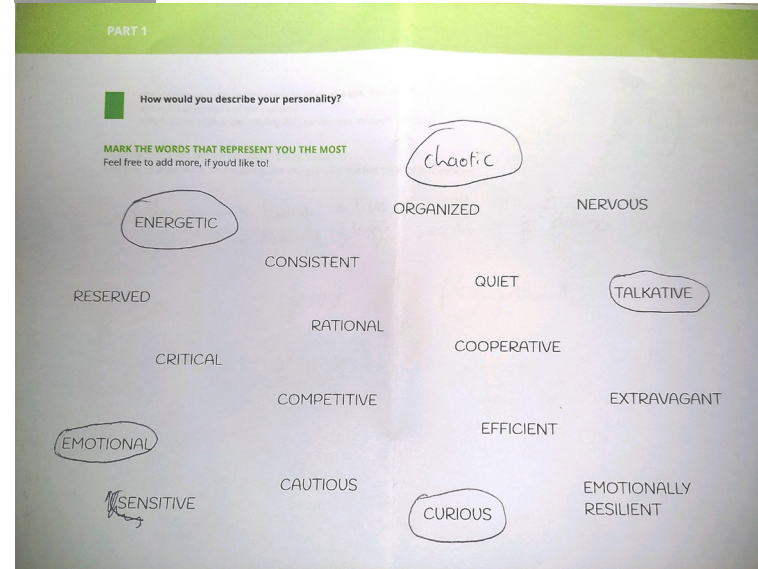 PART 1
How would you describe your personality?
MARK THE WORDS THAT REPRESENT YOU THE MOST
Feel free to add more, if you'd like to!
chaotic
ORGANIZED
NERVOUS
ENERGETIC
CONSISTENT
QUIET
TALKATIVE
RESERVED
RATIONAL
COOPERATIVE
CRITICAL
COMPETITIVE
EXTRAVAGANT
EFFICIENT
EMOTIONAL
CAUTIOUS
EMOTIONALLY
RESILIENT
SENSITIVE
CURIOUS